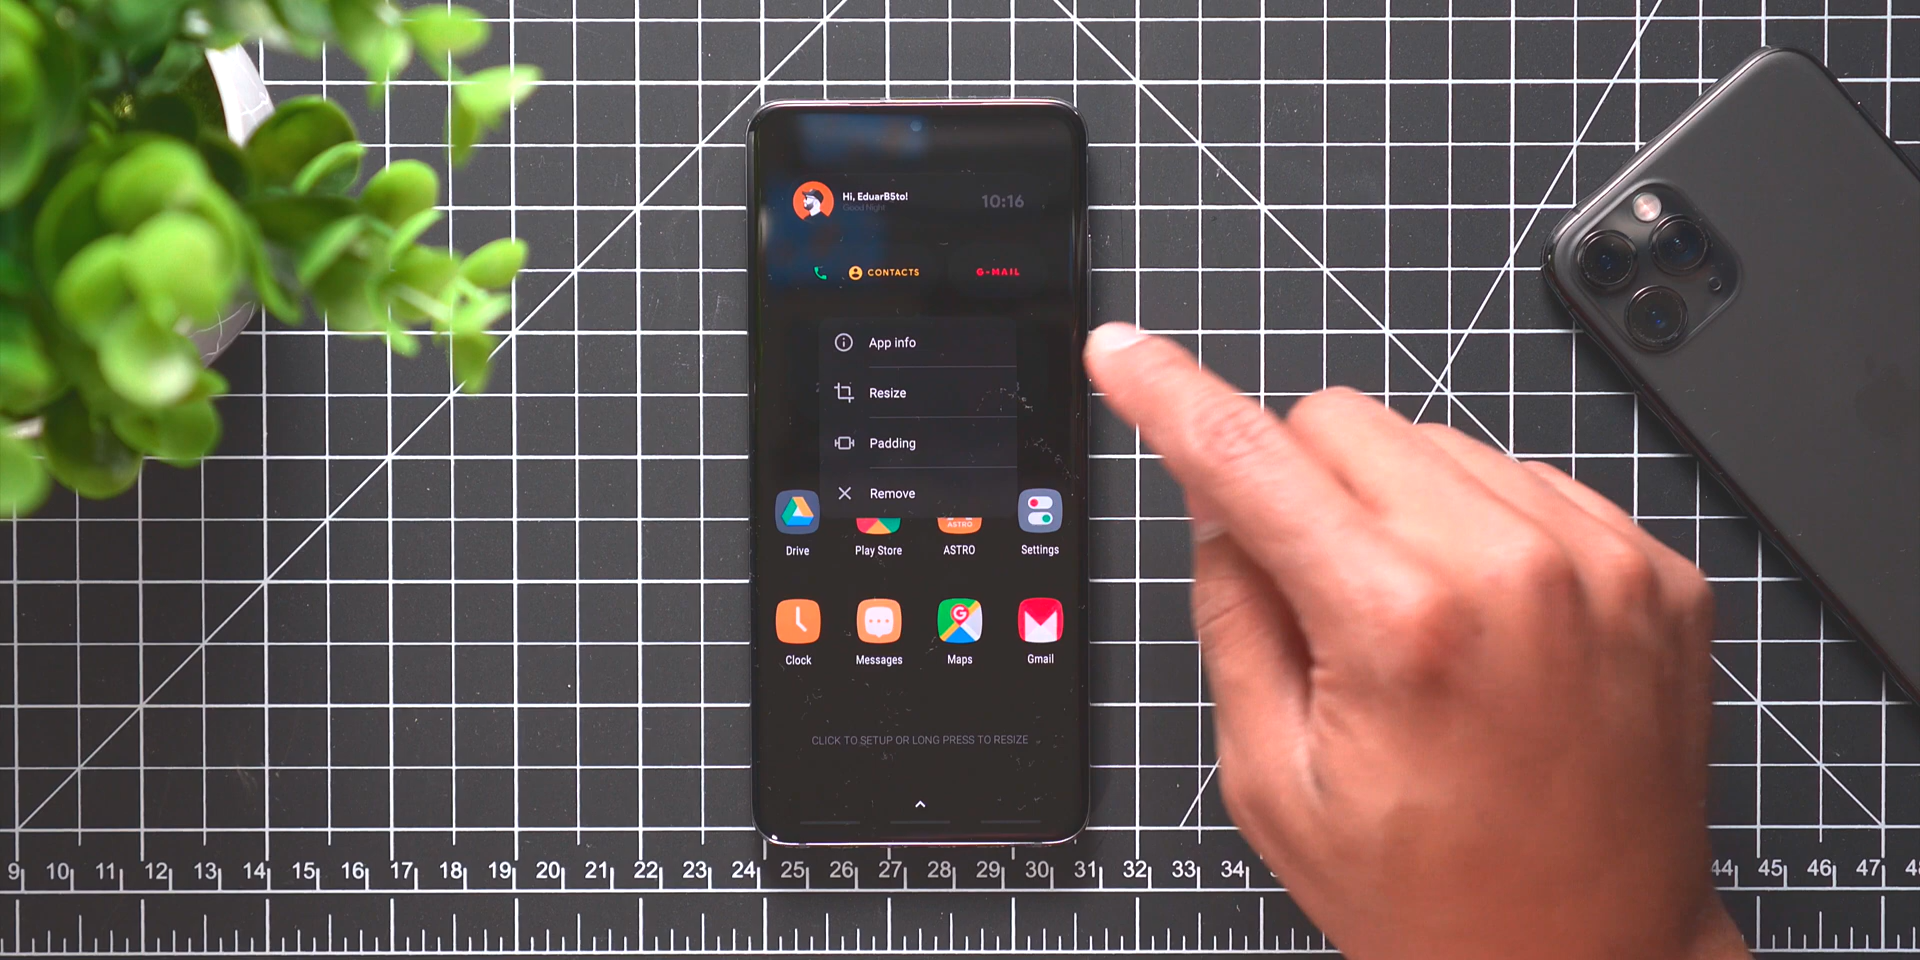 Hi, EduarB5to!
Good Night
10:16
CONTACTS
G-MAIL
App info
Resize
Padding
Remove
ASTRO
Drive
Play Store
ASTRO
Settings
G
Clock
Messages
Maps
Gmail
CLICK TO SETUP OR LONG PRESS TO RESIZE
9 10 11 12 13 14 15 16 17 18 19 20 21 22 23 24 25 26 27 28 29 30 31 32 33 34 44 45 46 47